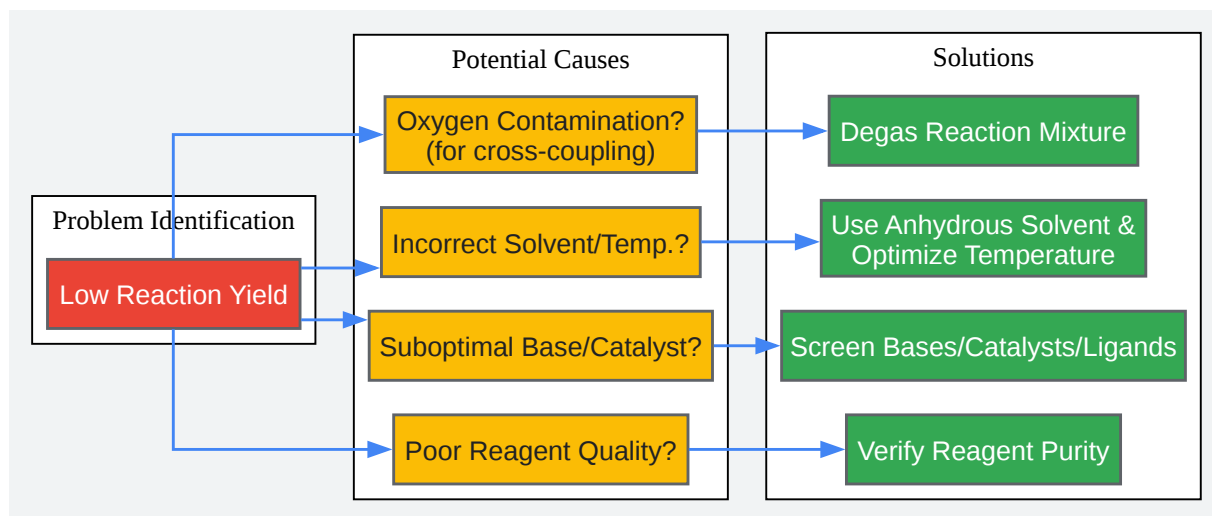 Problem Identification
Low Reaction Yield
Potential Causes
Oxygen Contamination?
(for cross-coupling)
Incorrect Solvent/Temp.?
Suboptimal Base/Catalyst?
Poor Reagent Quality?
Solutions
Degas Reaction Mixture
Use Anhydrous Solvent &
Optimize Temperature
Screen Bases/Catalysts/Ligands
Verify Reagent Purity